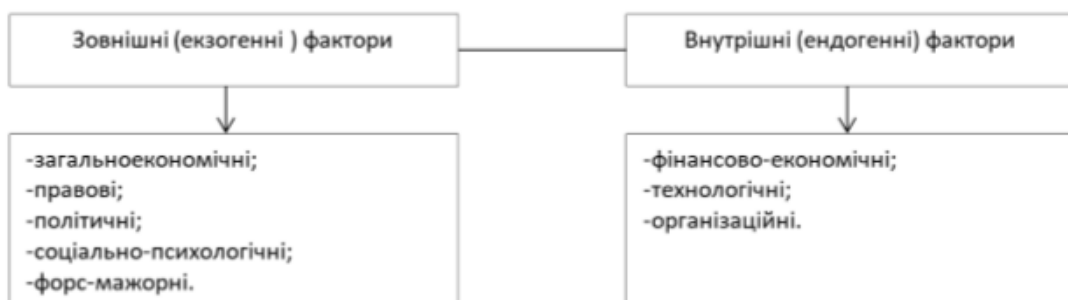 Зовнішні (екзогенні ) фактори
Внутрішні (ендогенні) фактори
-загальноекономічні;
-правові;
-політичні;
-соціально-психологічні;
-форс-мажорні.
-фінансово-економічні;
-технологічні;
-організаційні.